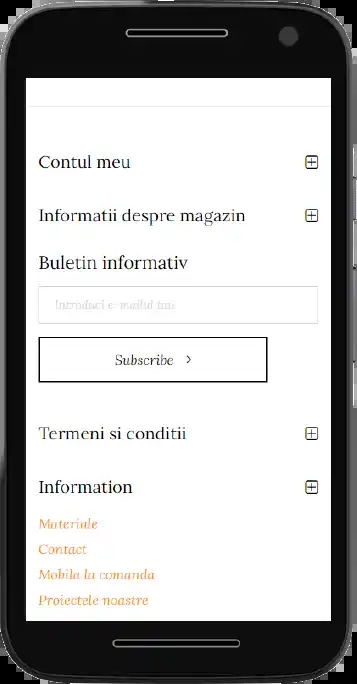 Contul meu
Informatii despre magazin
Buletin informativ
Introduci e-mailul tau
Subscribe
Termeni si conditii
Information
Materiale
Contact
Mobila la comanda
Proiectele noastre